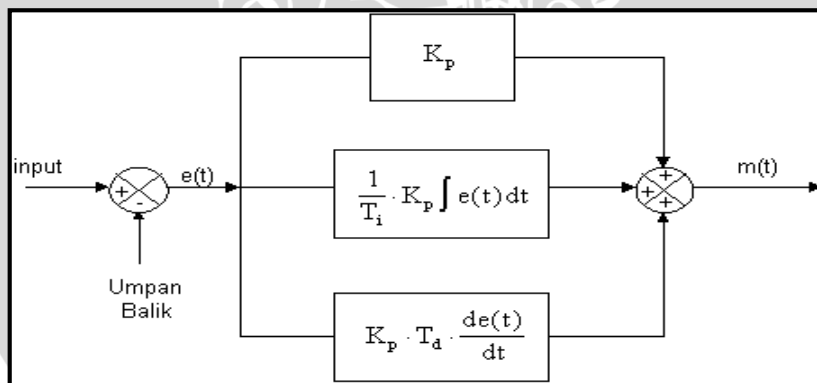 K_p
input
e(t)
+
-
Umpan
Balik
1/T_i · K_p ∫ e(t) dt
+
+
+
m(t)
K_p · T_d · de(t)/dt